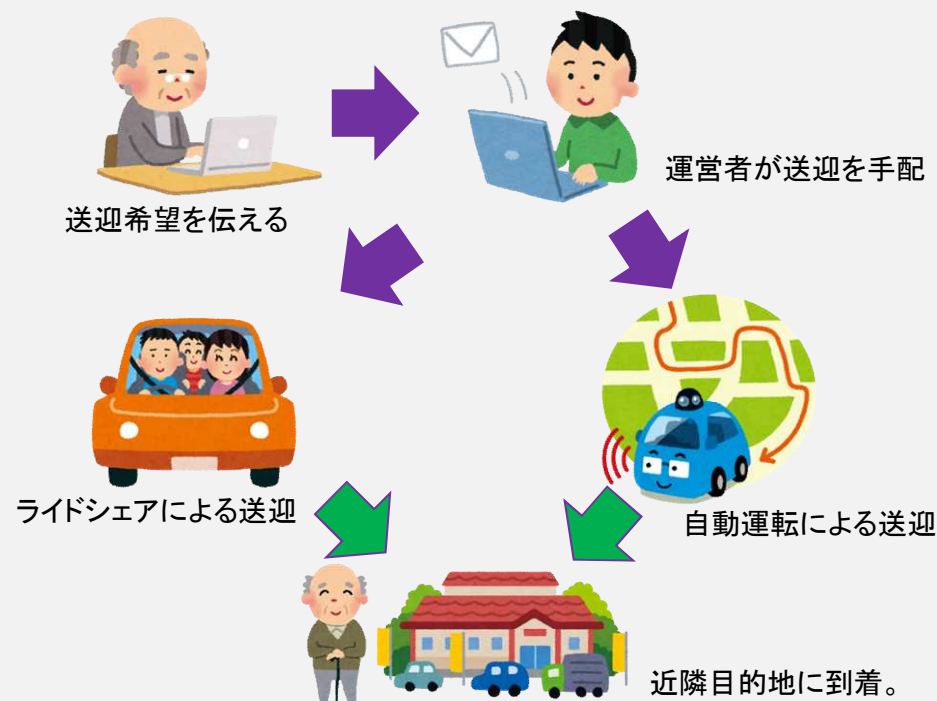 送迎希望を伝える
運営者が送迎を手配
ライドシェアによる送迎
自動運転による送迎
近隣目的地に到着。